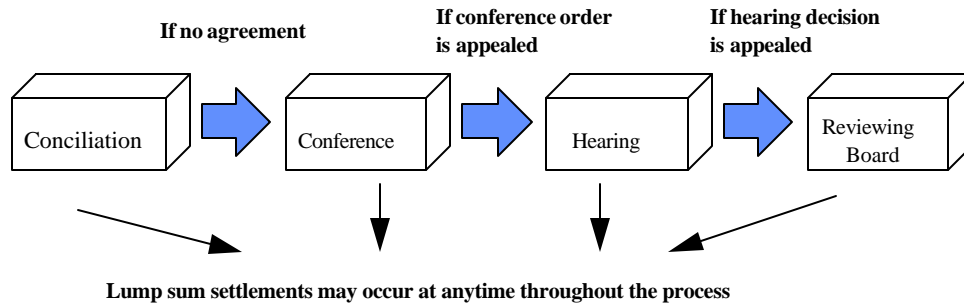 If no agreement
If conference order
is appealed
If hearing decision
is appealed
Conciliation
Conference
Hearing
Reviewing
Board
Lump sum settlements may occur at anytime throughout the process